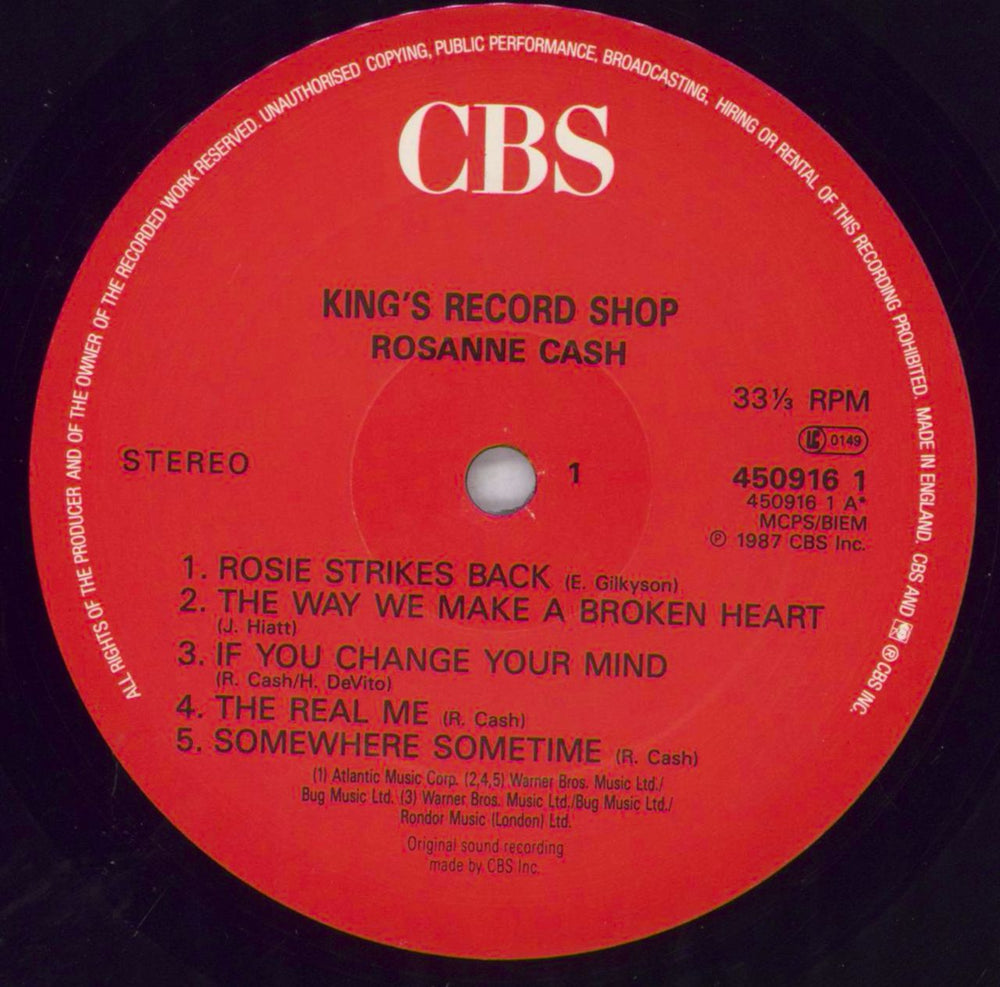 ALL RIGHTS OF THE PRODUCER AND OF THE OWNER OF THE RECORDED WORK RESERVED. UNAUTHORISED COPYING, PUBLIC PERFORMANCE, BROADCASTING, HIRING OR RENTAL OF THIS RECORDING PROHIBITED. MADE IN ENGLAND. CBS AND ® CBS INC.
CBS
KING'S RECORD SHOP
ROSANNE CASH
33⅓ RPM
LC 0149
STEREO
1
450916 1
450916 1 A*
MCPS/BIEM
℗ 1987 CBS Inc.
1. ROSIE STRIKES BACK (E. Gilkyson)
2. THE WAY WE MAKE A BROKEN HEART
(J. Hiatt)
3. IF YOU CHANGE YOUR MIND
(R. Cash/H. DeVito)
4. THE REAL ME (R. Cash)
5. SOMEWHERE SOMETIME (R. Cash)
(1) Atlantic Music Corp. (2,4,5) Warner Bros. Music Ltd./
Bug Music Ltd. (3) Warner Bros. Music Ltd./Bug Music Ltd./
Rondor Music (London) Ltd.
Original sound recording
made by CBS Inc.